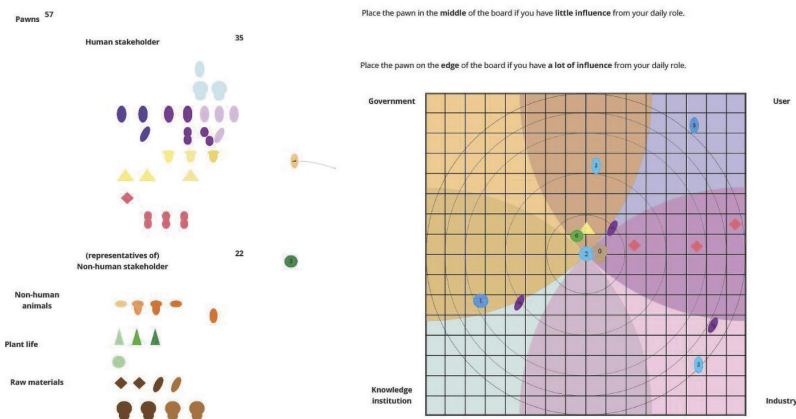 Pawns 57
Human stakeholder 35
(representatives of)
Non-human stakeholder 22
Non-human
animals
Plant life
Raw materials
Place the pawn in the middle of the board if you have little influence from your daily role.
Place the pawn on the edge of the board if you have a lot of influence from your daily role.
Government
User
Knowledge
institution
Industry